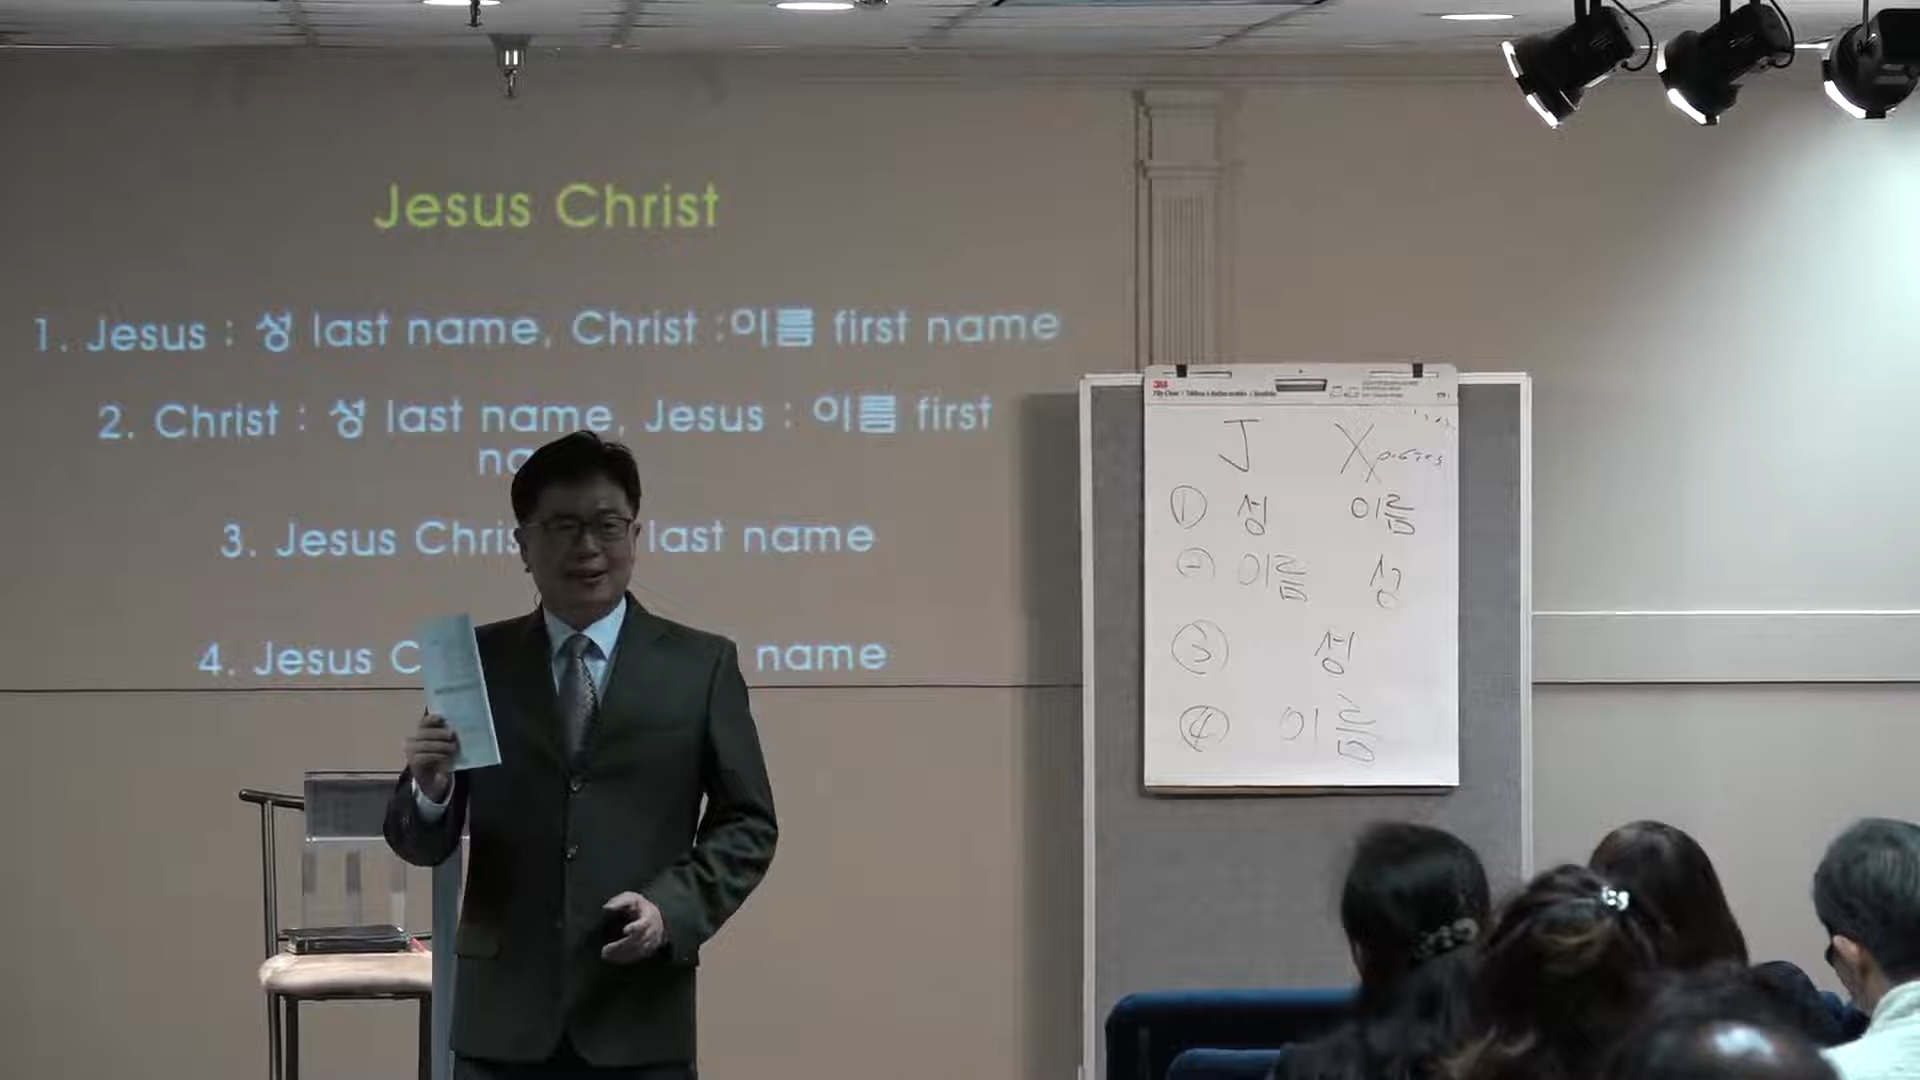 Jesus Christ
1. Jesus : 성 last name, Christ :이름 first name
2. Christ : 성 last name, Jesus : 이름 first
na
3. Jesus Chris last name
4. Jesus C name
3M
J X
① 성 이름
② 이름 성
③ 성
④ 이름